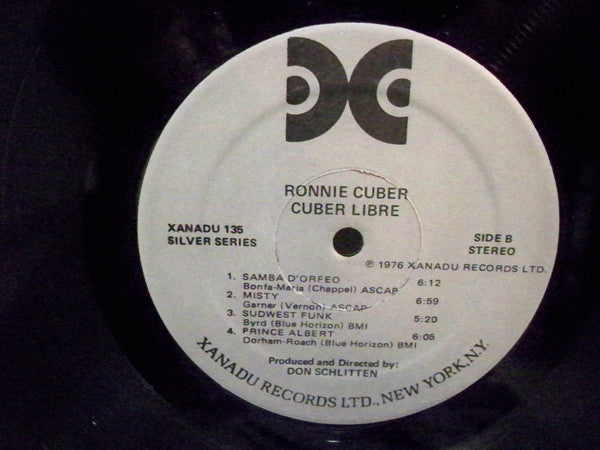 RONNIE CUBER
CUBER LIBRE
XANADU 135
SILVER SERIES
SIDE B
STEREO
℗ 1976 XANADU RECORDS LTD.
1. SAMBA D'ORFEO 6:12
Bonfa-Maria (Chappel) ASCAP
2. MISTY 6:59
Garner (Vernon) ASCAP
3. SUDWEST FUNK 5:20
Byrd (Blue Horizon) BMI
4. PRINCE ALBERT 6:05
Dorham-Roach (Blue Horizon) BMI
Produced and Directed by:
DON SCHLITTEN
XANADU RECORDS LTD., NEW YORK, N.Y.